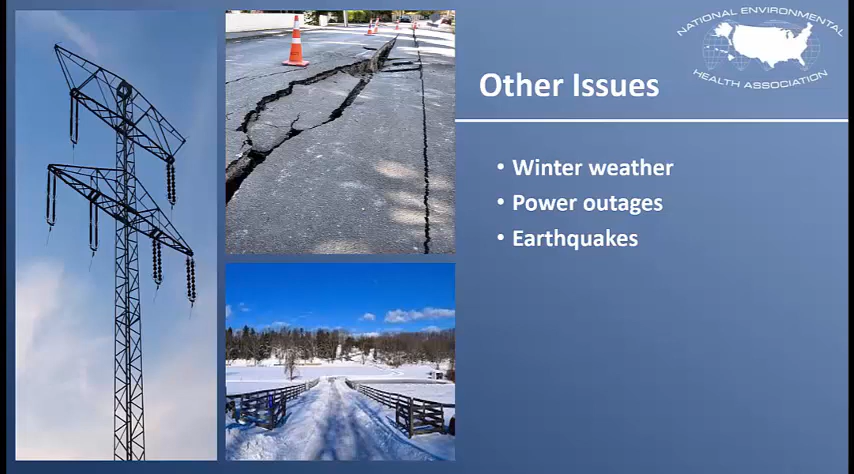 NATIONAL ENVIRONMENTAL
HEALTH ASSOCIATION
Other Issues
• Winter weather
• Power outages
• Earthquakes